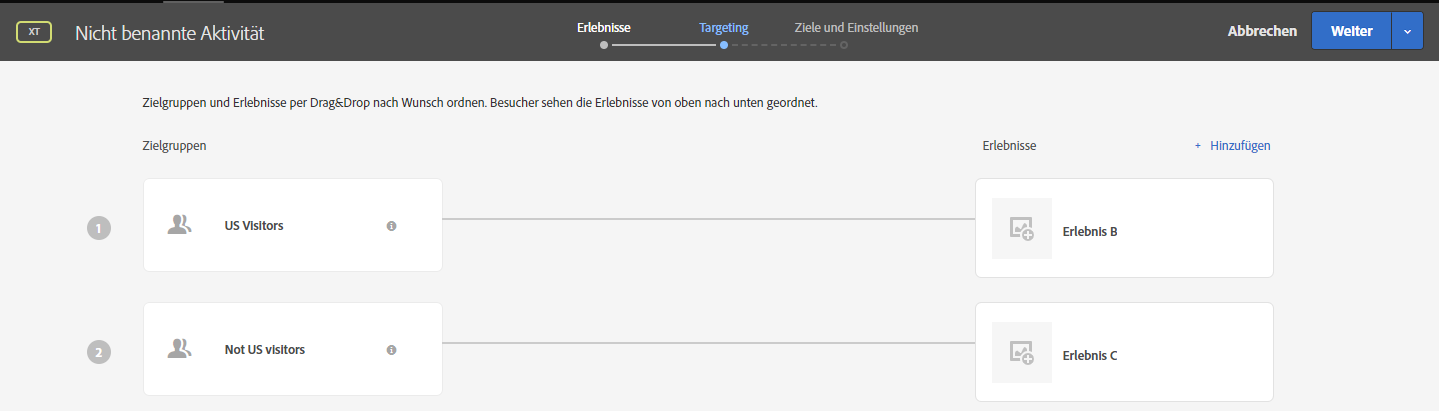 XT
Nicht benannte Aktivität
Erlebnisse
Targeting
Ziele und Einstellungen
Abbrechen
Weiter
Zielgruppen und Erlebnisse per Drag&Drop nach Wunsch ordnen. Besucher sehen die Erlebnisse von oben nach unten geordnet.
Zielgruppen
Erlebnisse
+ Hinzufügen
1
US Visitors
Erlebnis B
2
Not US visitors
Erlebnis C